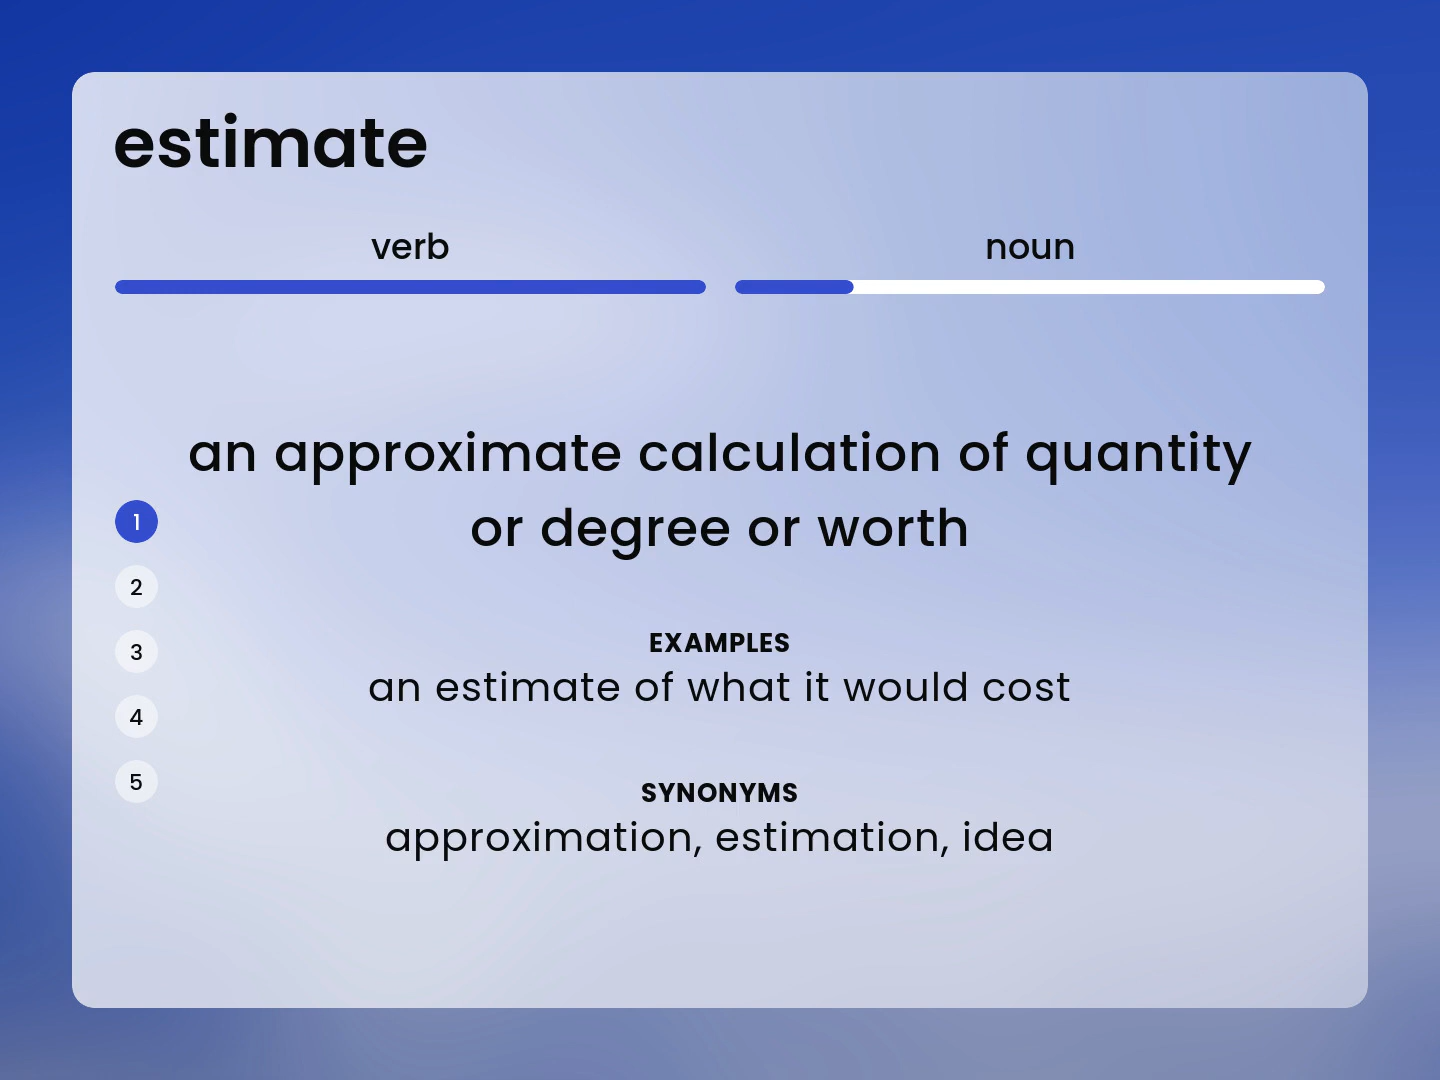 estimate
verb
noun
an approximate calculation of quantity
or degree or worth
1
2
3
4
5
EXAMPLES
an estimate of what it would cost
SYNONYMS
approximation, estimation, idea